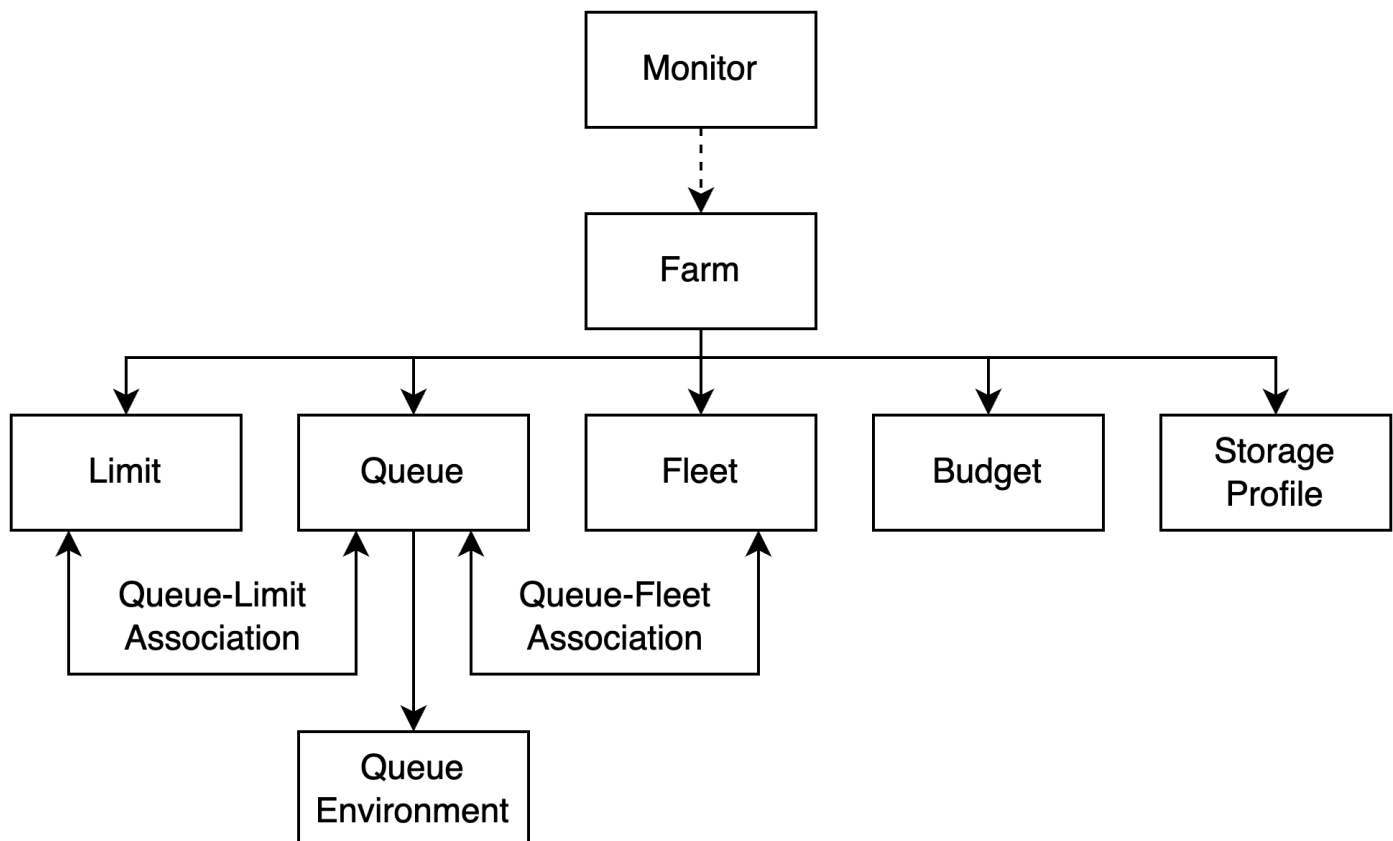 Monitor
Farm
Limit
Queue
Fleet
Budget
Storage
Profile
Queue-Limit
Association
Queue-Fleet
Association
Queue
Environment